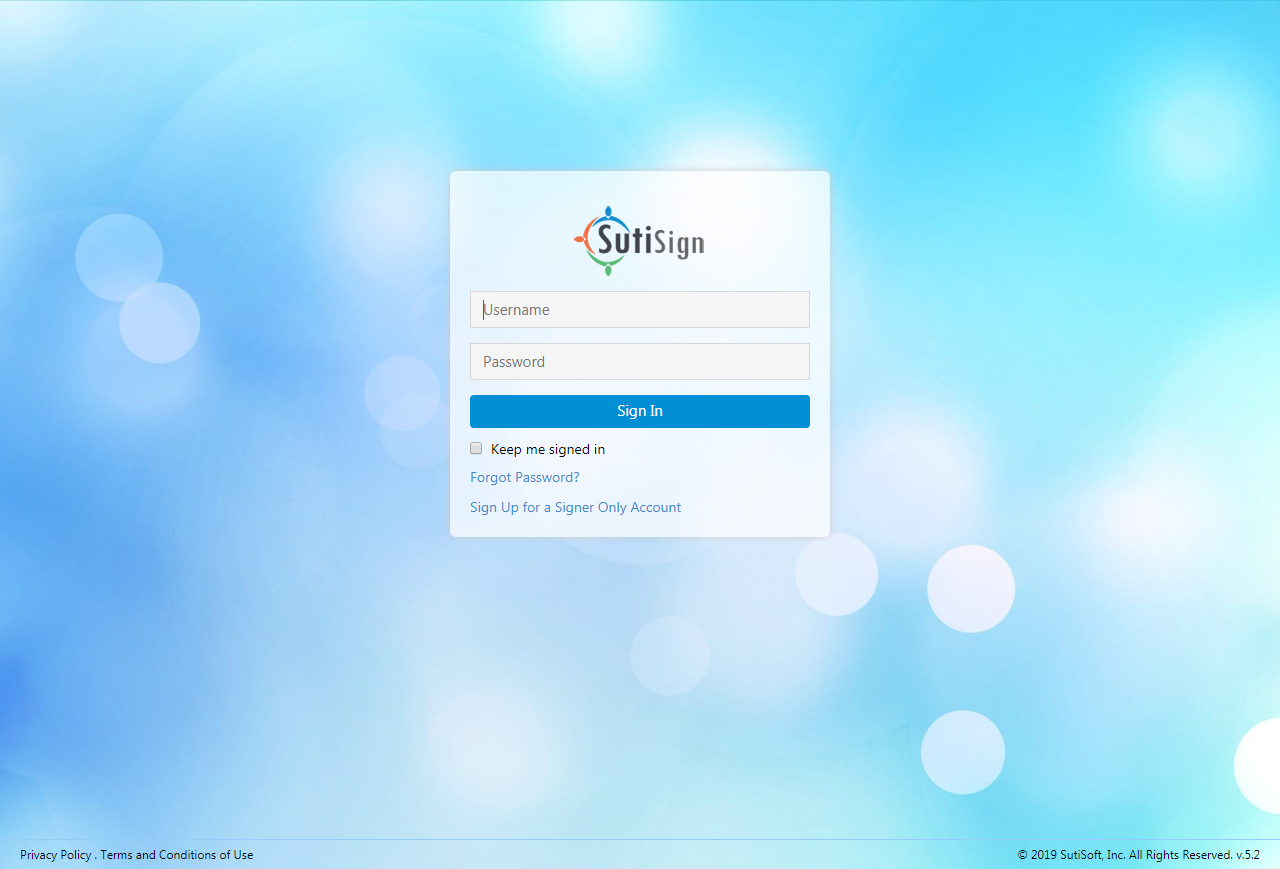 SutiSign
Username
Password
Sign In
Keep me signed in
Forgot Password?
Sign Up for a Signer Only Account
Privacy Policy . Terms and Conditions of Use
© 2019 SutiSoft, Inc. All Rights Reserved. v.5.2